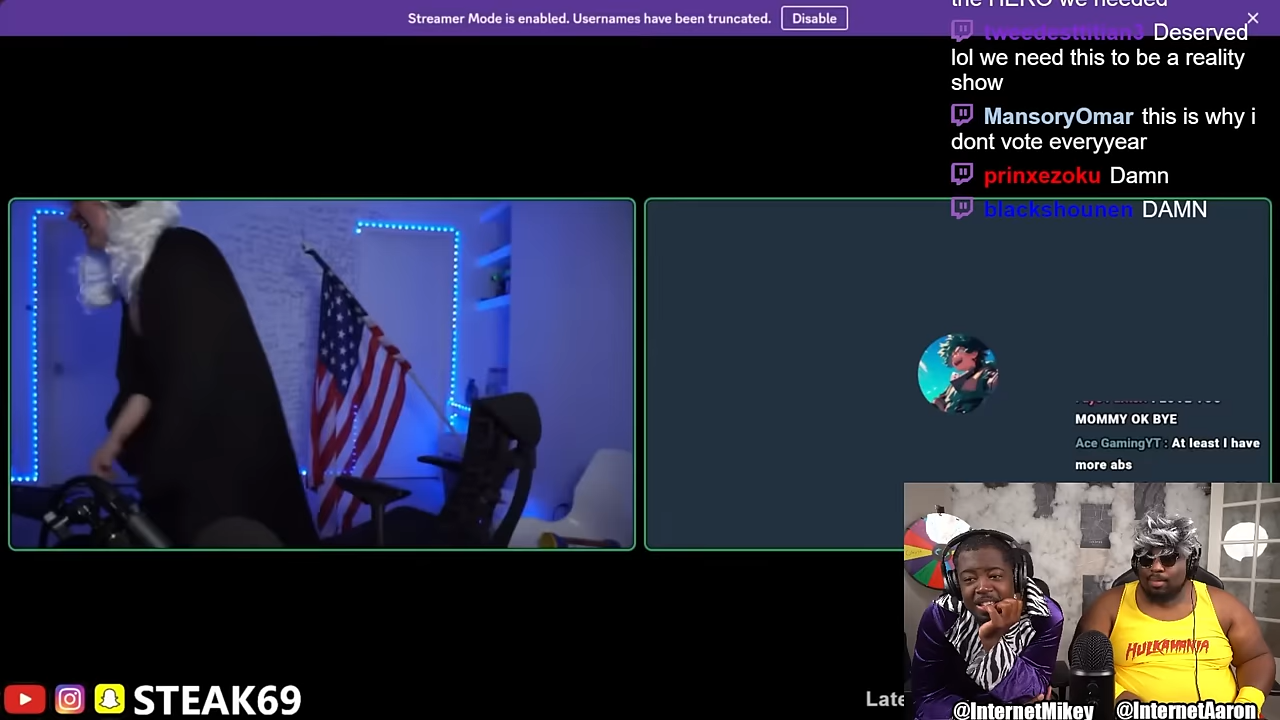 Streamer Mode is enabled. Usernames have been truncated.
Disable
the HERO we needed
tweedesttitian3 Deserved
lol we need this to be a reality
show
MansoryOmar this is why i
dont vote everyyear
prinxezoku Damn
blackshounen DAMN
MOMMY OK BYE
Ace GamingYT : At least I have
more abs
HULKAMANIA
STEAK69
Late
@InternetMikey
@InternetAaron